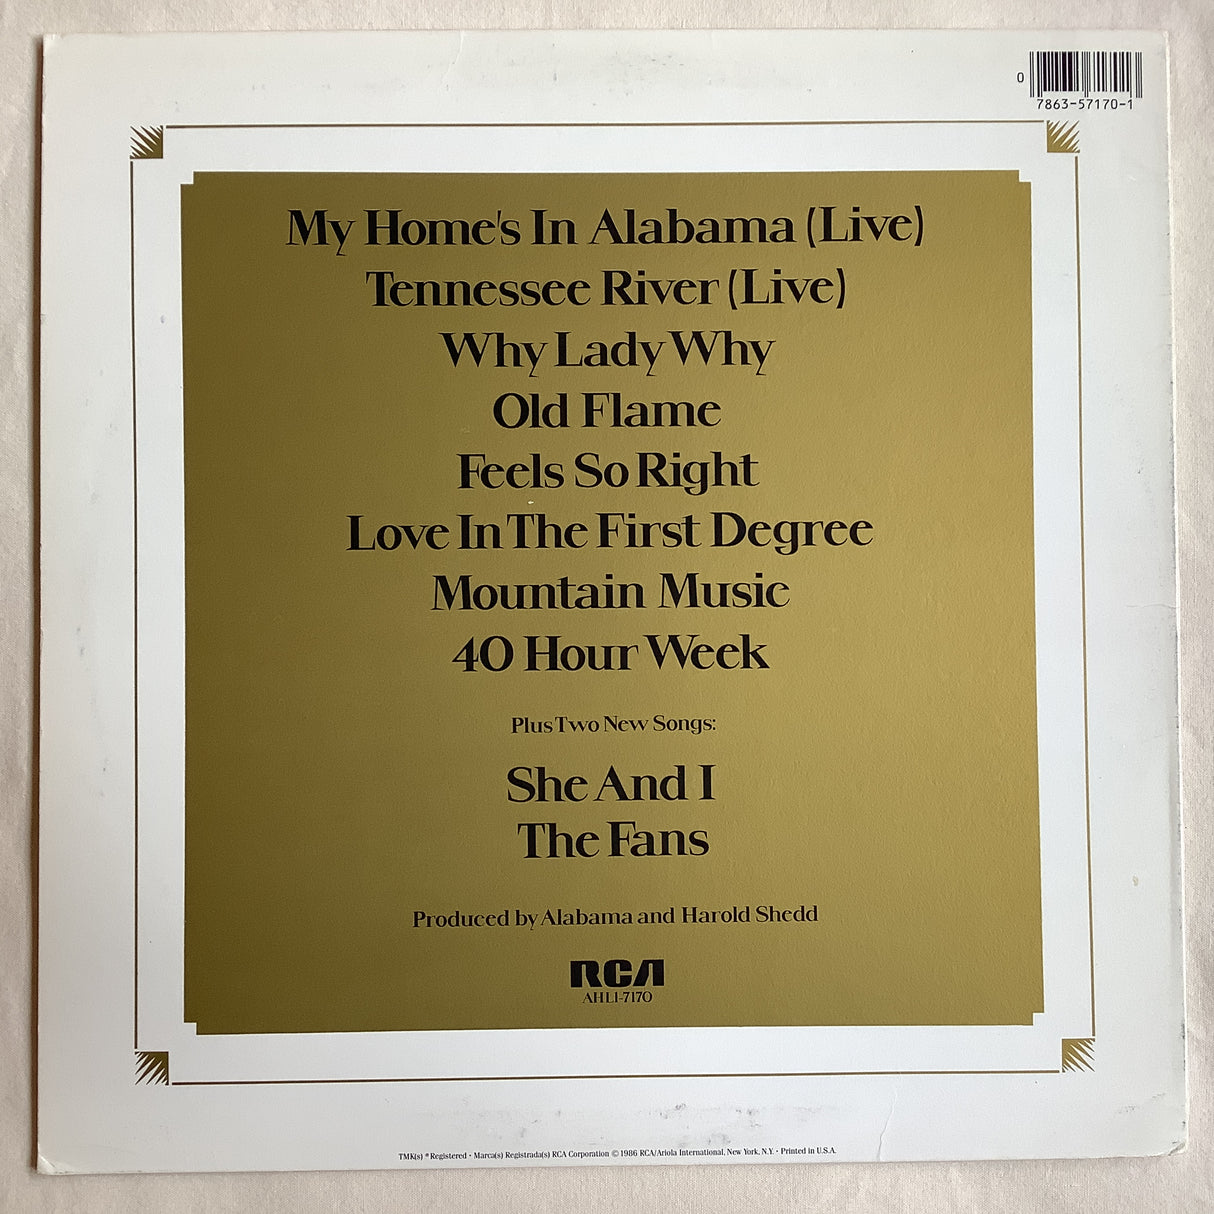 0
7863-57170-1
My Home's In Alabama (Live)
Tennessee River (Live)
Why Lady Why
Old Flame
Feels So Right
Love In The First Degree
Mountain Music
40 Hour Week
Plus Two New Songs:
She And I
The Fans
Produced by Alabama and Harold Shedd
RCA
AHL1-7170
TMK(s) ® Registered • Marca(s) Registrada(s) RCA Corporation © 1986 RCA/Ariola International, New York, N.Y. • Printed in U.S.A.